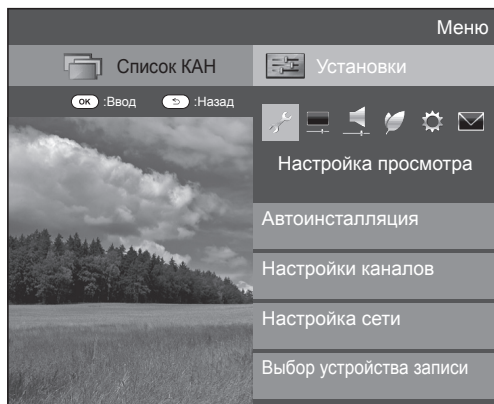 Меню
Список КАН
Установки
OK :Ввод :Назад
Настройка просмотра
Автоинсталляция
Настройки каналов
Настройка сети
Выбор устройства записи